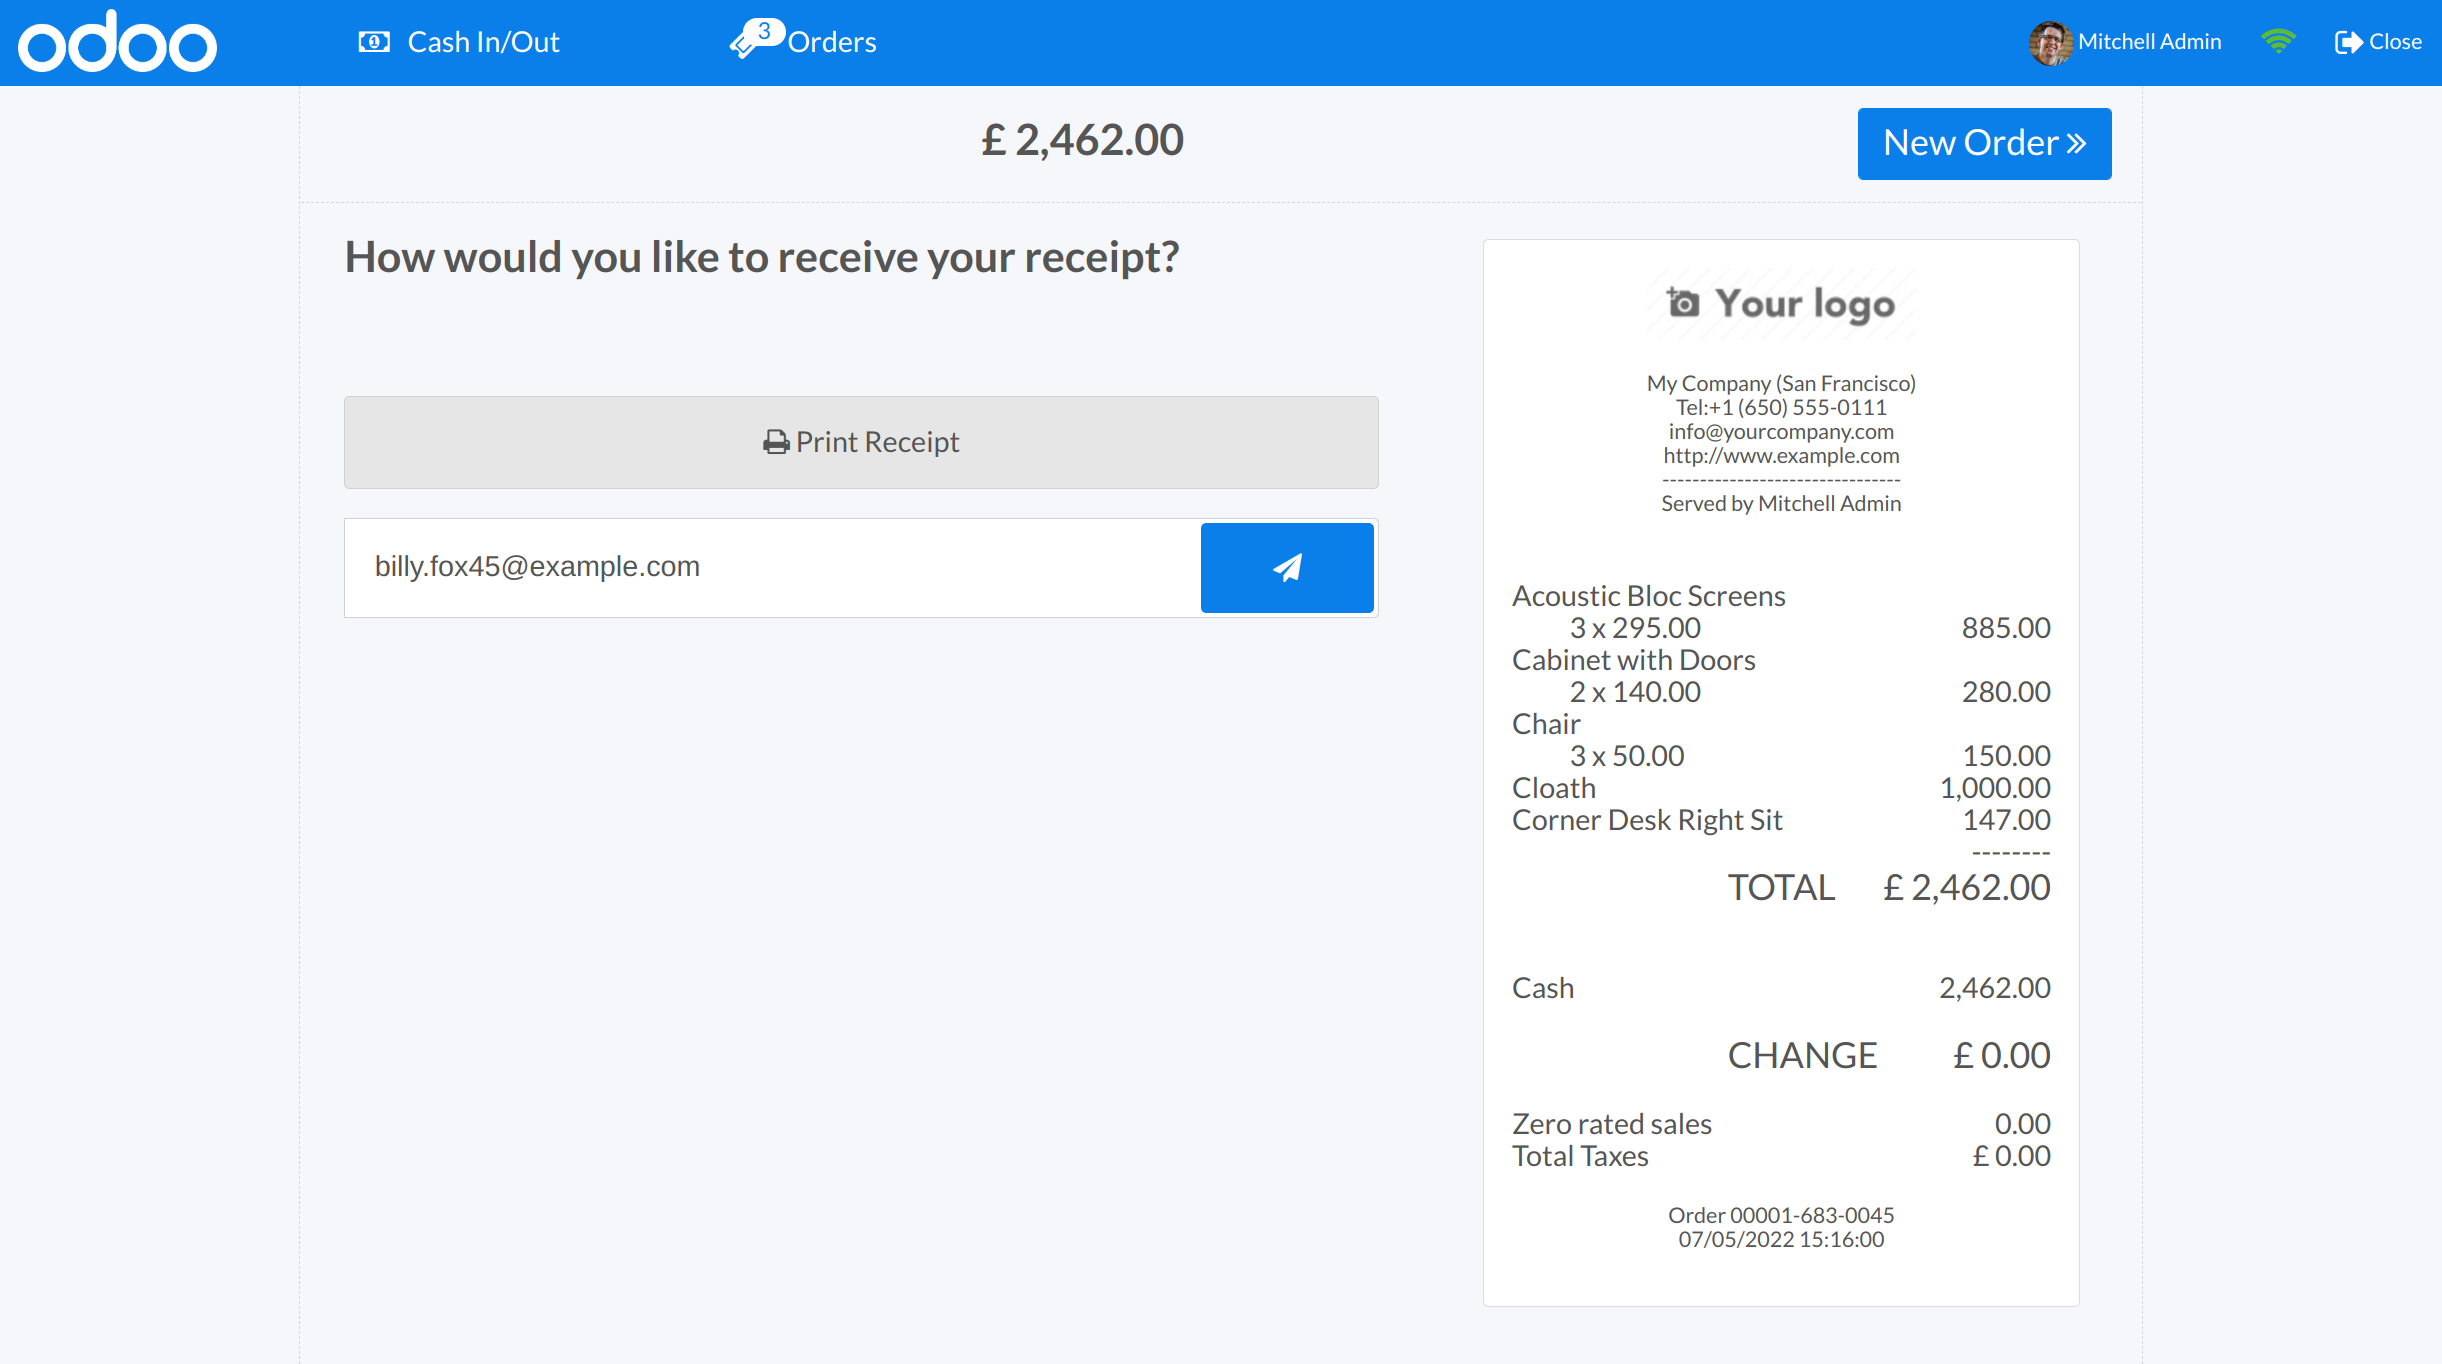 odoo
Cash In/Out
3
Orders
Mitchell Admin
Close
£ 2,462.00
New Order
How would you like to receive your receipt?
Print Receipt
billy.fox45@example.com
Your logo
My Company (San Francisco)
Tel:+1 (650) 555-0111
info@yourcompany.com
http://www.example.com
--------------------------------
Served by Mitchell Admin
Acoustic Bloc Screens
3 x 295.00 885.00
Cabinet with Doors
2 x 140.00 280.00
Chair
3 x 50.00 150.00
Cloath 1,000.00
Corner Desk Right Sit 147.00
--------
TOTAL £ 2,462.00
Cash 2,462.00
CHANGE £ 0.00
Zero rated sales 0.00
Total Taxes £ 0.00
Order 00001-683-0045
07/05/2022 15:16:00